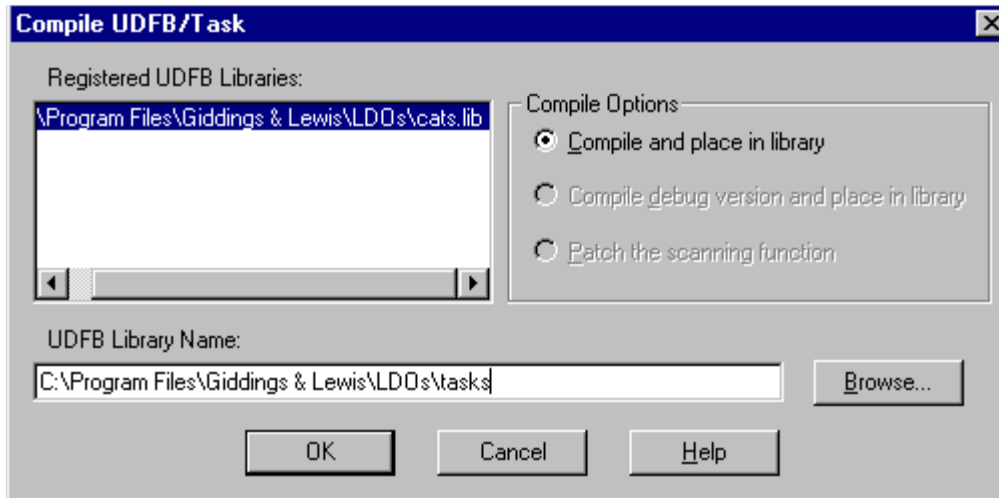 Compile UDFB/Task
Registered UDFB Libraries:
\Program Files\Giddings & Lewis\LDOs\cats.lib
Compile Options
Compile and place in library
Compile debug version and place in library
Patch the scanning function
UDFB Library Name:
C:\Program Files\Giddings & Lewis\LDOs\tasks
Browse...
OK
Cancel
Help